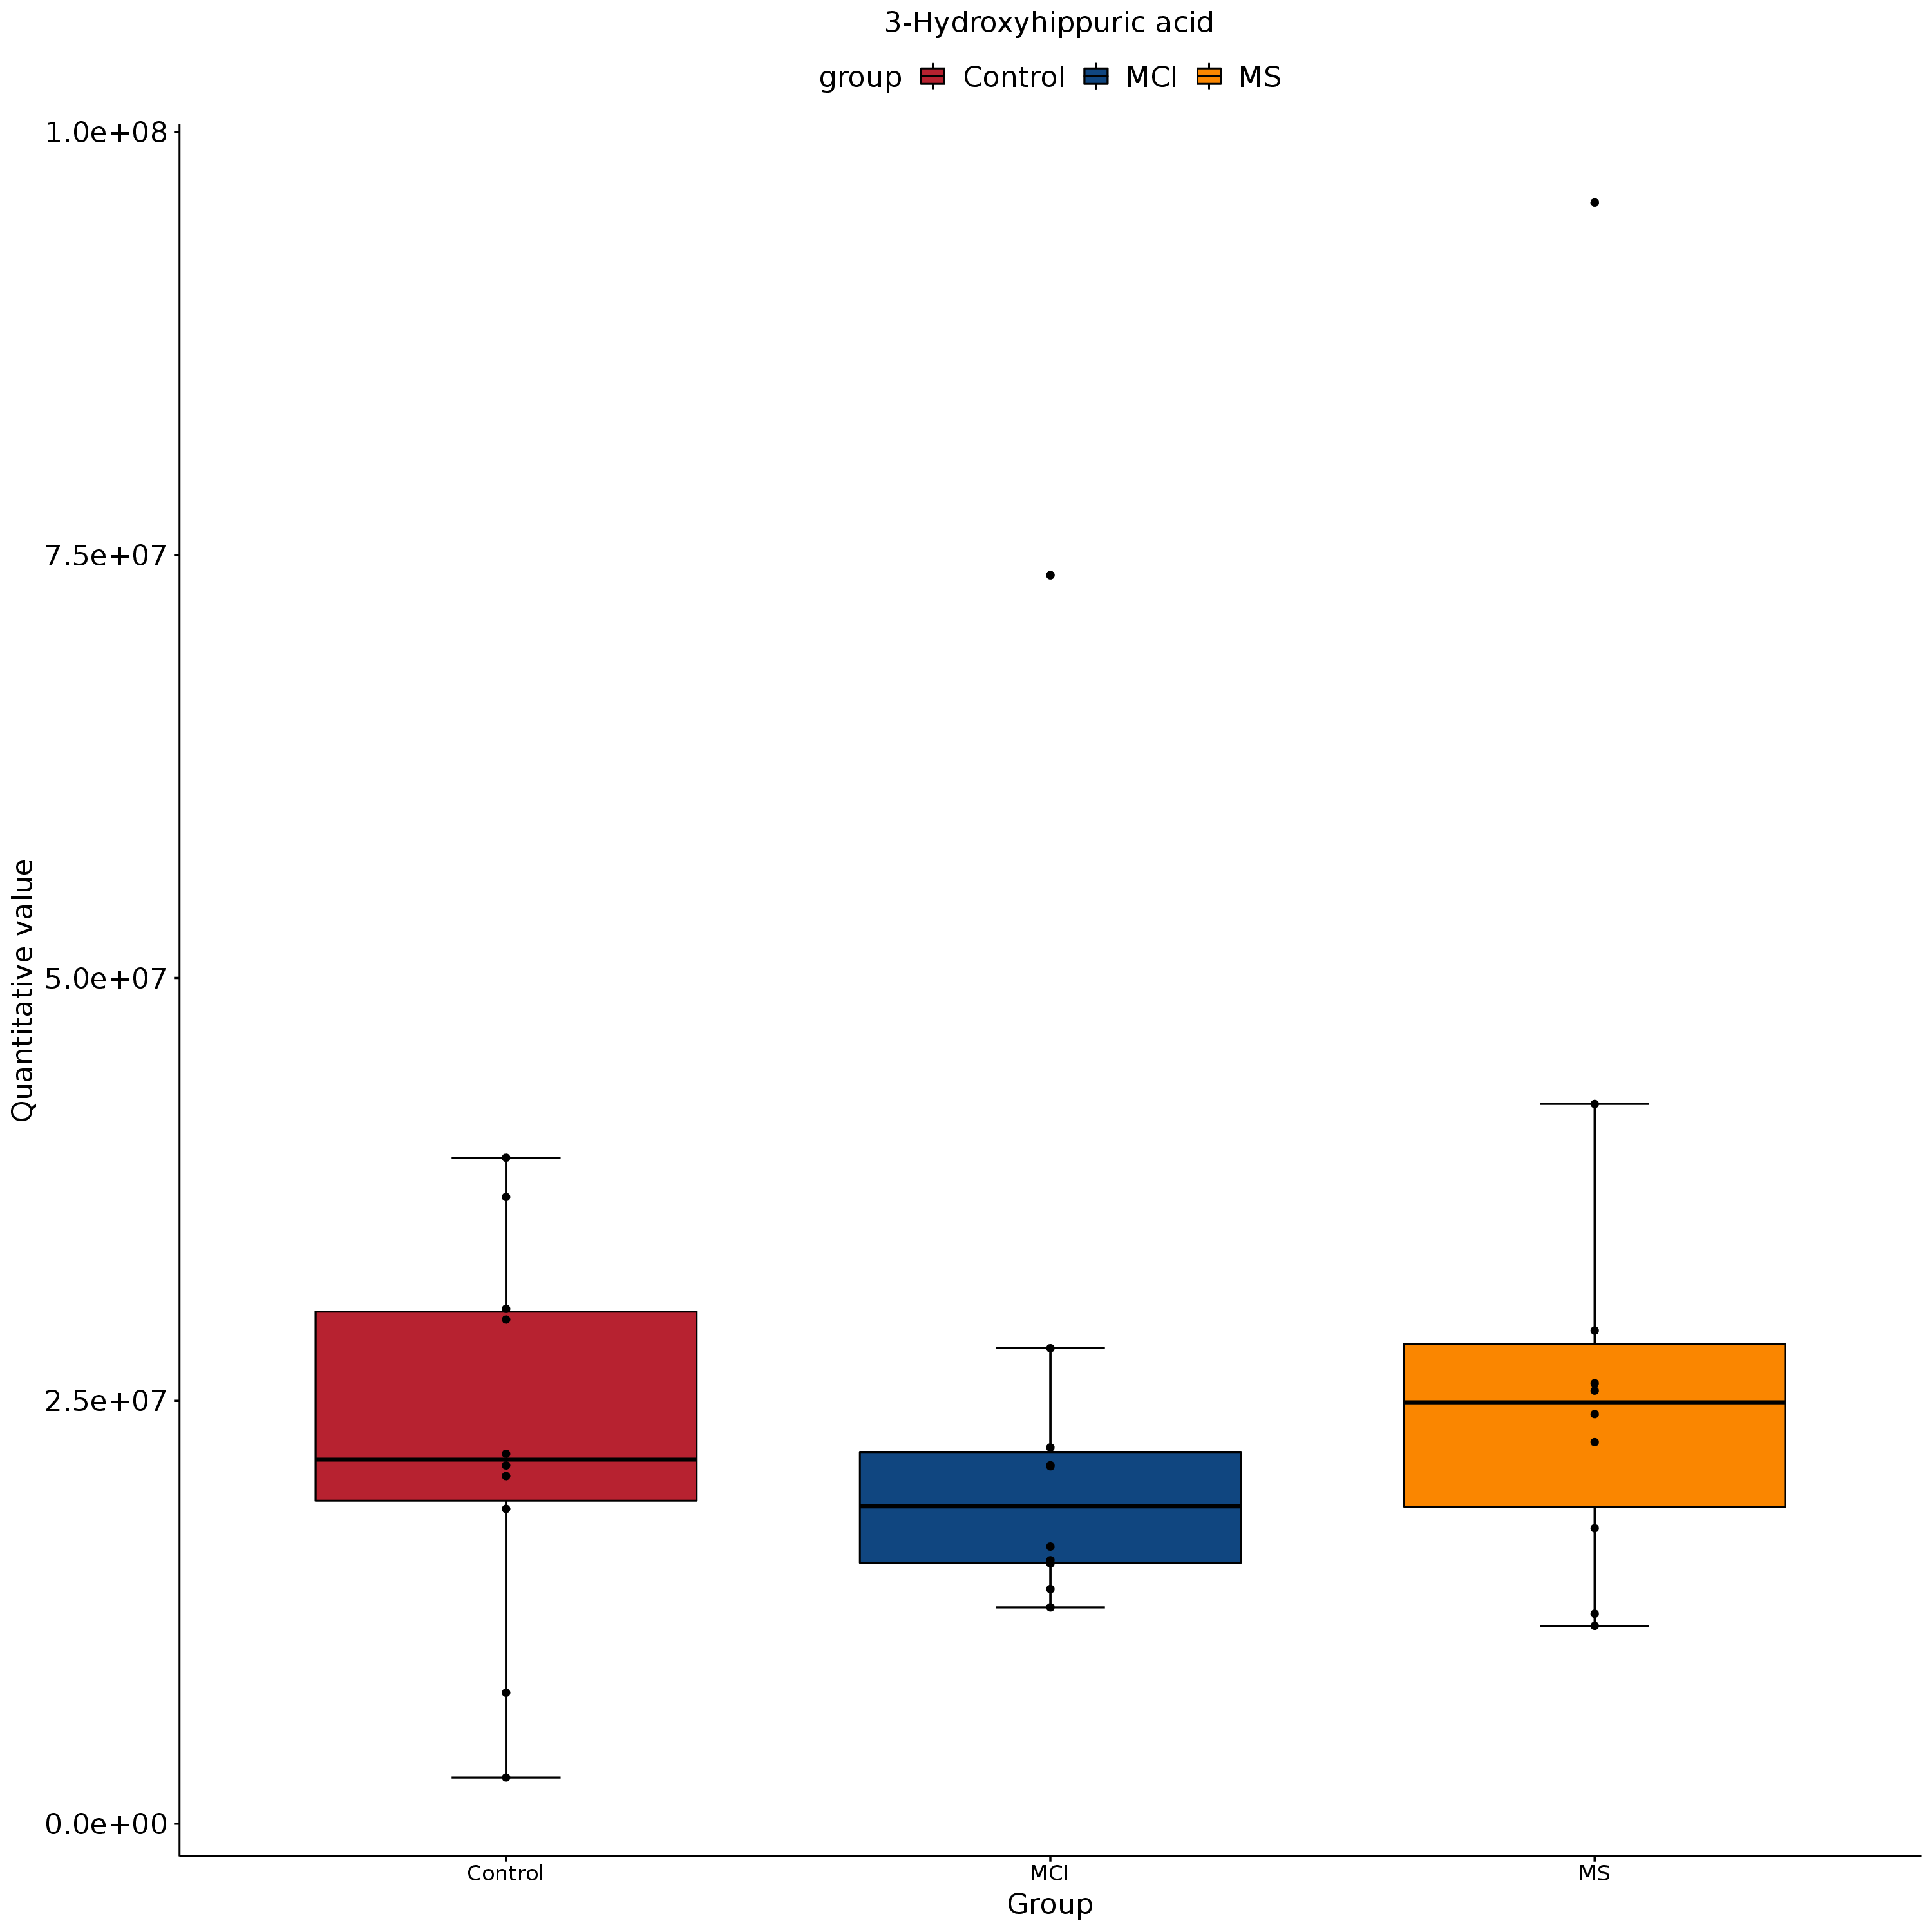 3-Hydroxyhippuric acid
group Control MCI MS
1.0e+08
7.5e+07
5.0e+07
2.5e+07
0.0e+00
Quantitative value
Control MCI MS
Group